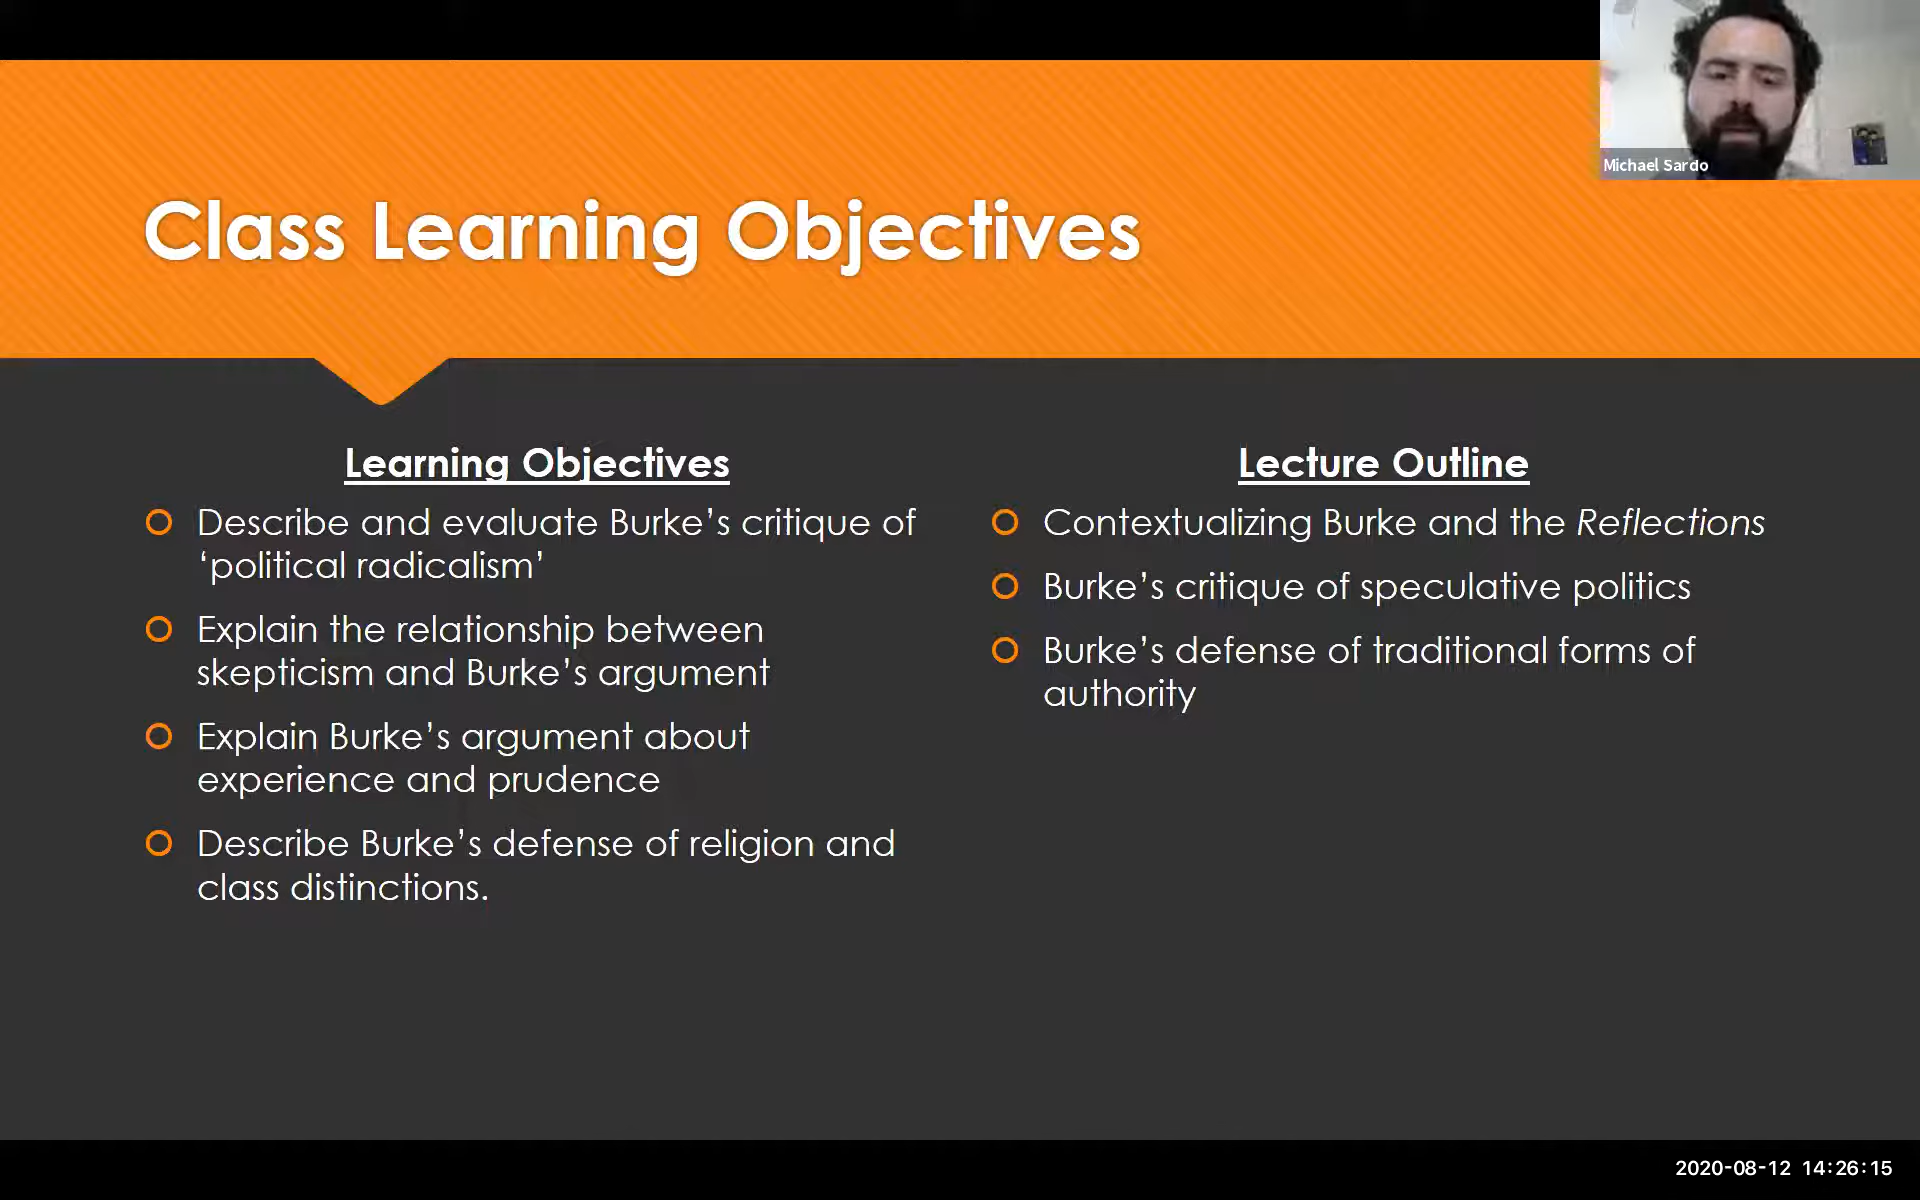 Michael Sardo
Class Learning Objectives
Learning Objectives
Describe and evaluate Burke’s critique of
‘political radicalism’
Explain the relationship between
skepticism and Burke’s argument
Explain Burke’s argument about
experience and prudence
Describe Burke’s defense of religion and
class distinctions.
Lecture Outline
Contextualizing Burke and the Reflections
Burke’s critique of speculative politics
Burke’s defense of traditional forms of
authority
2020-08-12 14:26:15